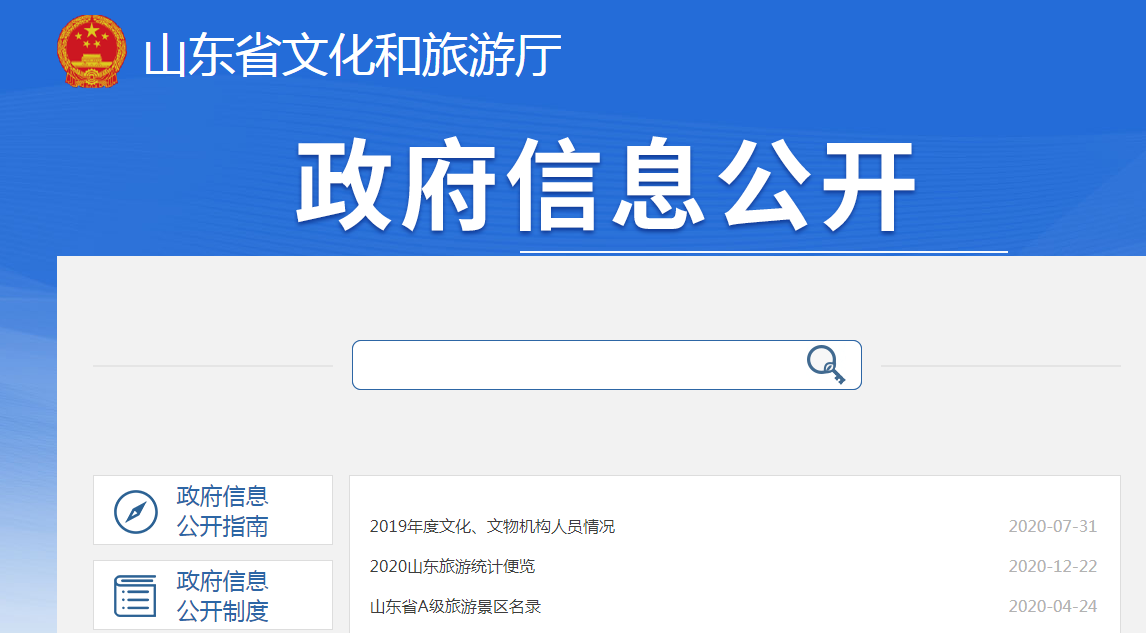 山东省文化和旅游厅
政府信息公开
政府信息
公开指南
2019年度文化、文物机构人员情况 2020-07-31
2020山东旅游统计便览 2020-12-22
政府信息
公开制度
山东省A级旅游景区名录 2020-04-24